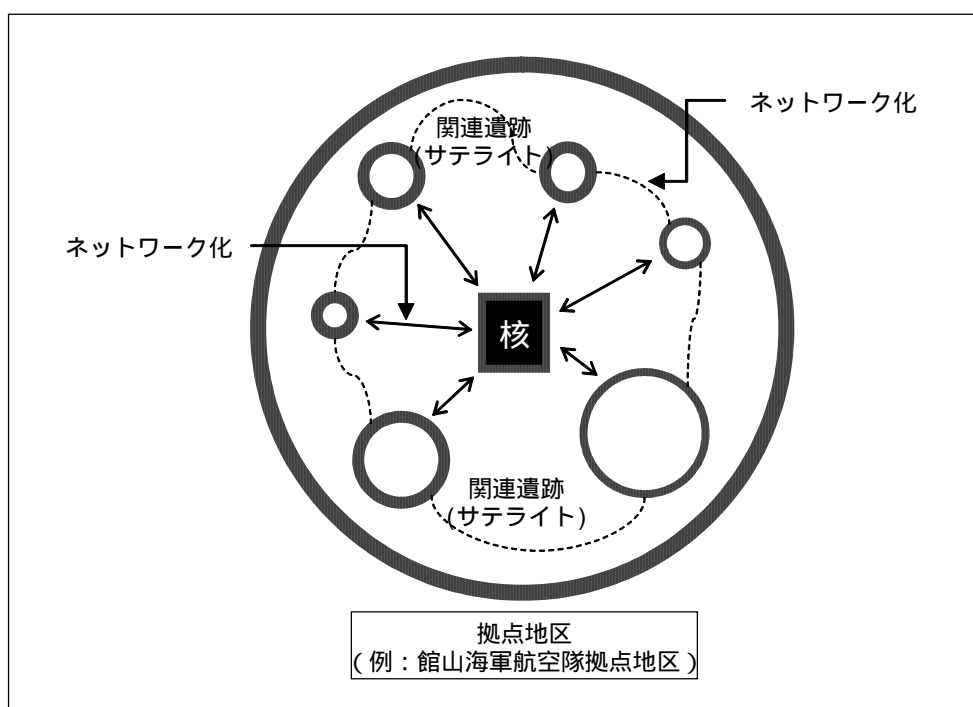 ネットワーク化
関連遺跡
(サテライト)
ネットワーク化
核
関連遺跡
(サテライト)
拠点地区
(例:館山海軍航空隊拠点地区)